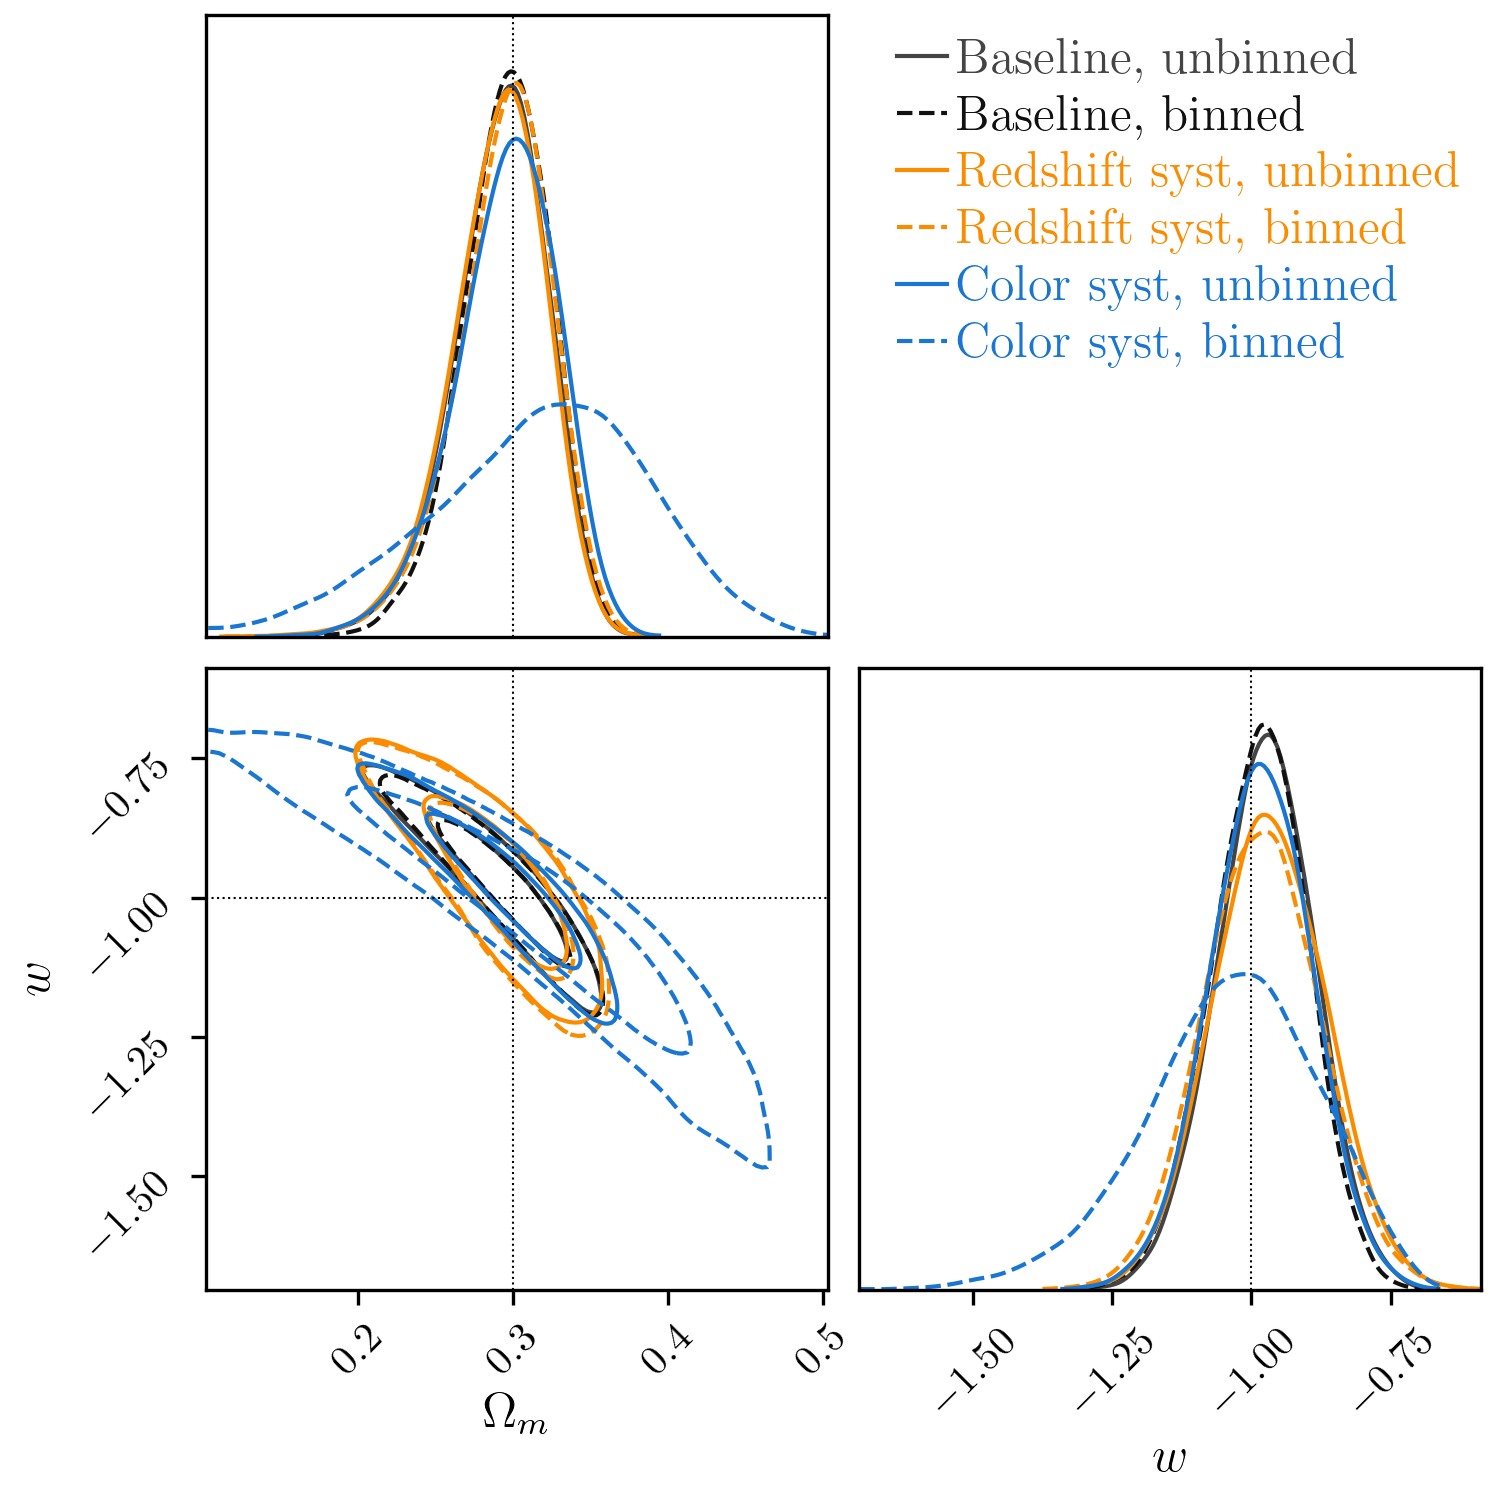 Baseline, unbinned
Baseline, binned
Redshift syst, unbinned
Redshift syst, binned
Color syst, unbinned
Color syst, binned
−0.75
−1.00
−1.25
−1.50
w
0.2 0.3 0.4 0.5
Ωₘ
−1.50 −1.25 −1.00 −0.75
w